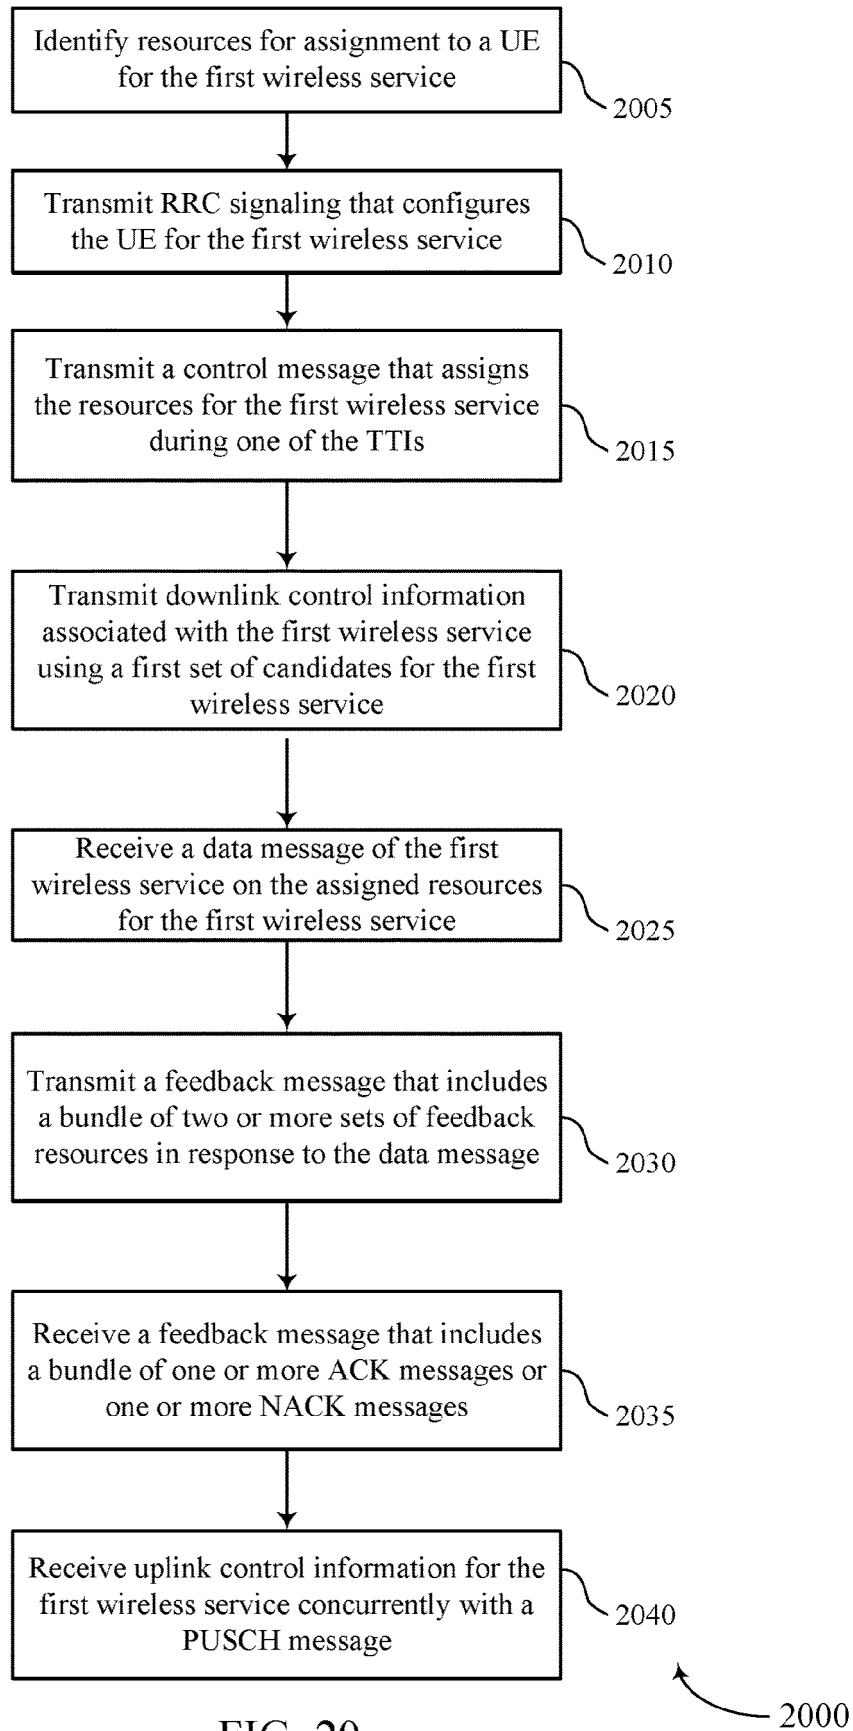 Identify resources for assignment to a UE
for the first wireless service
2005
Transmit RRC signaling that configures
the UE for the first wireless service
2010
Transmit a control message that assigns
the resources for the first wireless service
during one of the TTIs
2015
Transmit downlink control information
associated with the first wireless service
using a first set of candidates for the first
wireless service
2020
Receive a data message of the first
wireless service on the assigned resources
for the first wireless service
2025
Transmit a feedback message that includes
a bundle of two or more sets of feedback
resources in response to the data message
2030
Receive a feedback message that includes
a bundle of one or more ACK messages or
one or more NACK messages
2035
Receive uplink control information for the
first wireless service concurrently with a
PUSCH message
2040
2000
FIG. 20